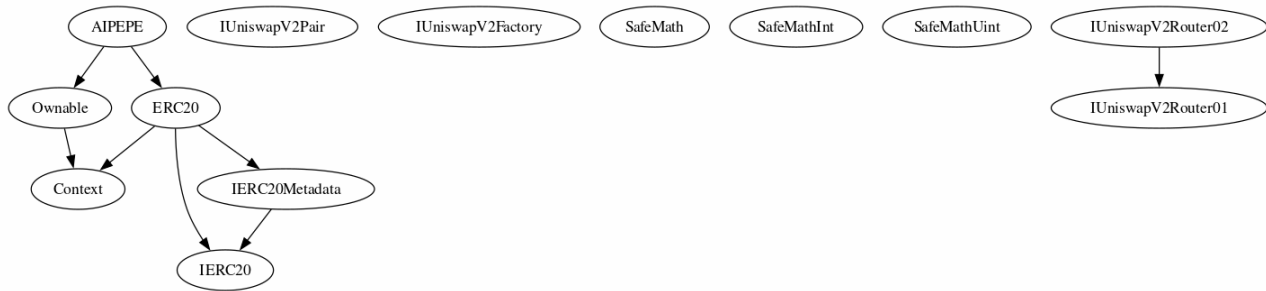 AIPEPE
IUniswapV2Pair
IUniswapV2Factory
SafeMath
SafeMathInt
SafeMathUint
IUniswapV2Router02
Ownable
ERC20
IUniswapV2Router01
Context
IERC20Metadata
IERC20